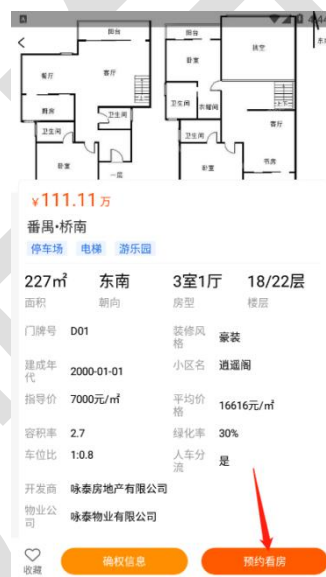 阳台
阳台
餐厅
客厅
卧室
挑空
厨房
卫生间
卫生间
衣帽间
卫生间
卫生间
客厅
卧室
一层
卧室
书房
¥111.11 万
番禺·桥南
停车场 电梯 游乐园
227㎡ 东南 3室1厅 18/22层
面积 朝向 房型 楼层
门牌号 D01 装修风格 豪装
建成年代 2000-01-01 小区名 逍遥阁
指导价 7000元/㎡ 平均价格 16616元/㎡
容积率 2.7 绿化率 30%
车位比 1:0.8 人车分流 是
开发商 咏泰房地产有限公司
物业公司 咏泰物业有限公司
收藏 确权信息 预约看房